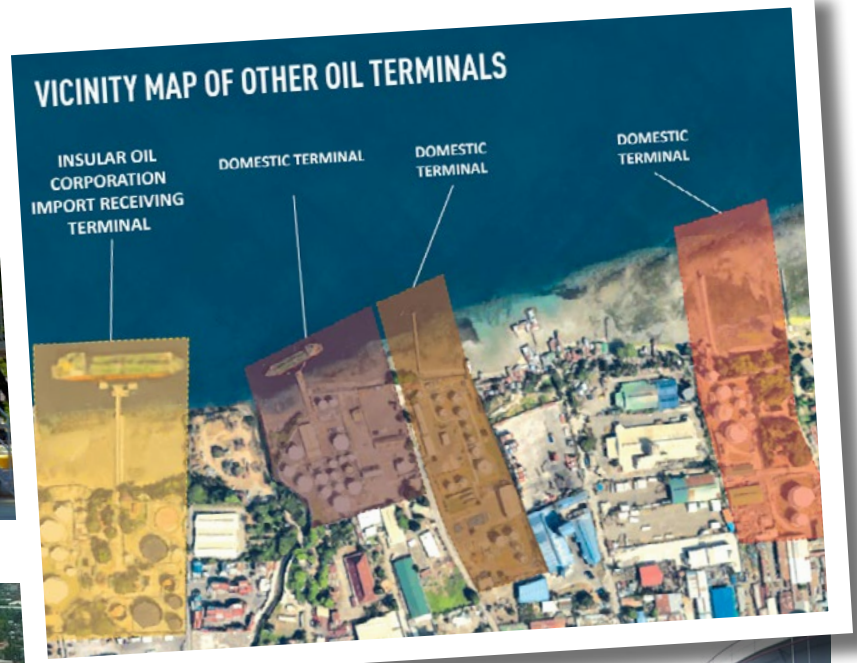 VICINITY MAP OF OTHER OIL TERMINALS
INSULAR OIL
CORPORATION
IMPORT RECEIVING
TERMINAL
DOMESTIC TERMINAL
DOMESTIC
TERMINAL
DOMESTIC
TERMINAL